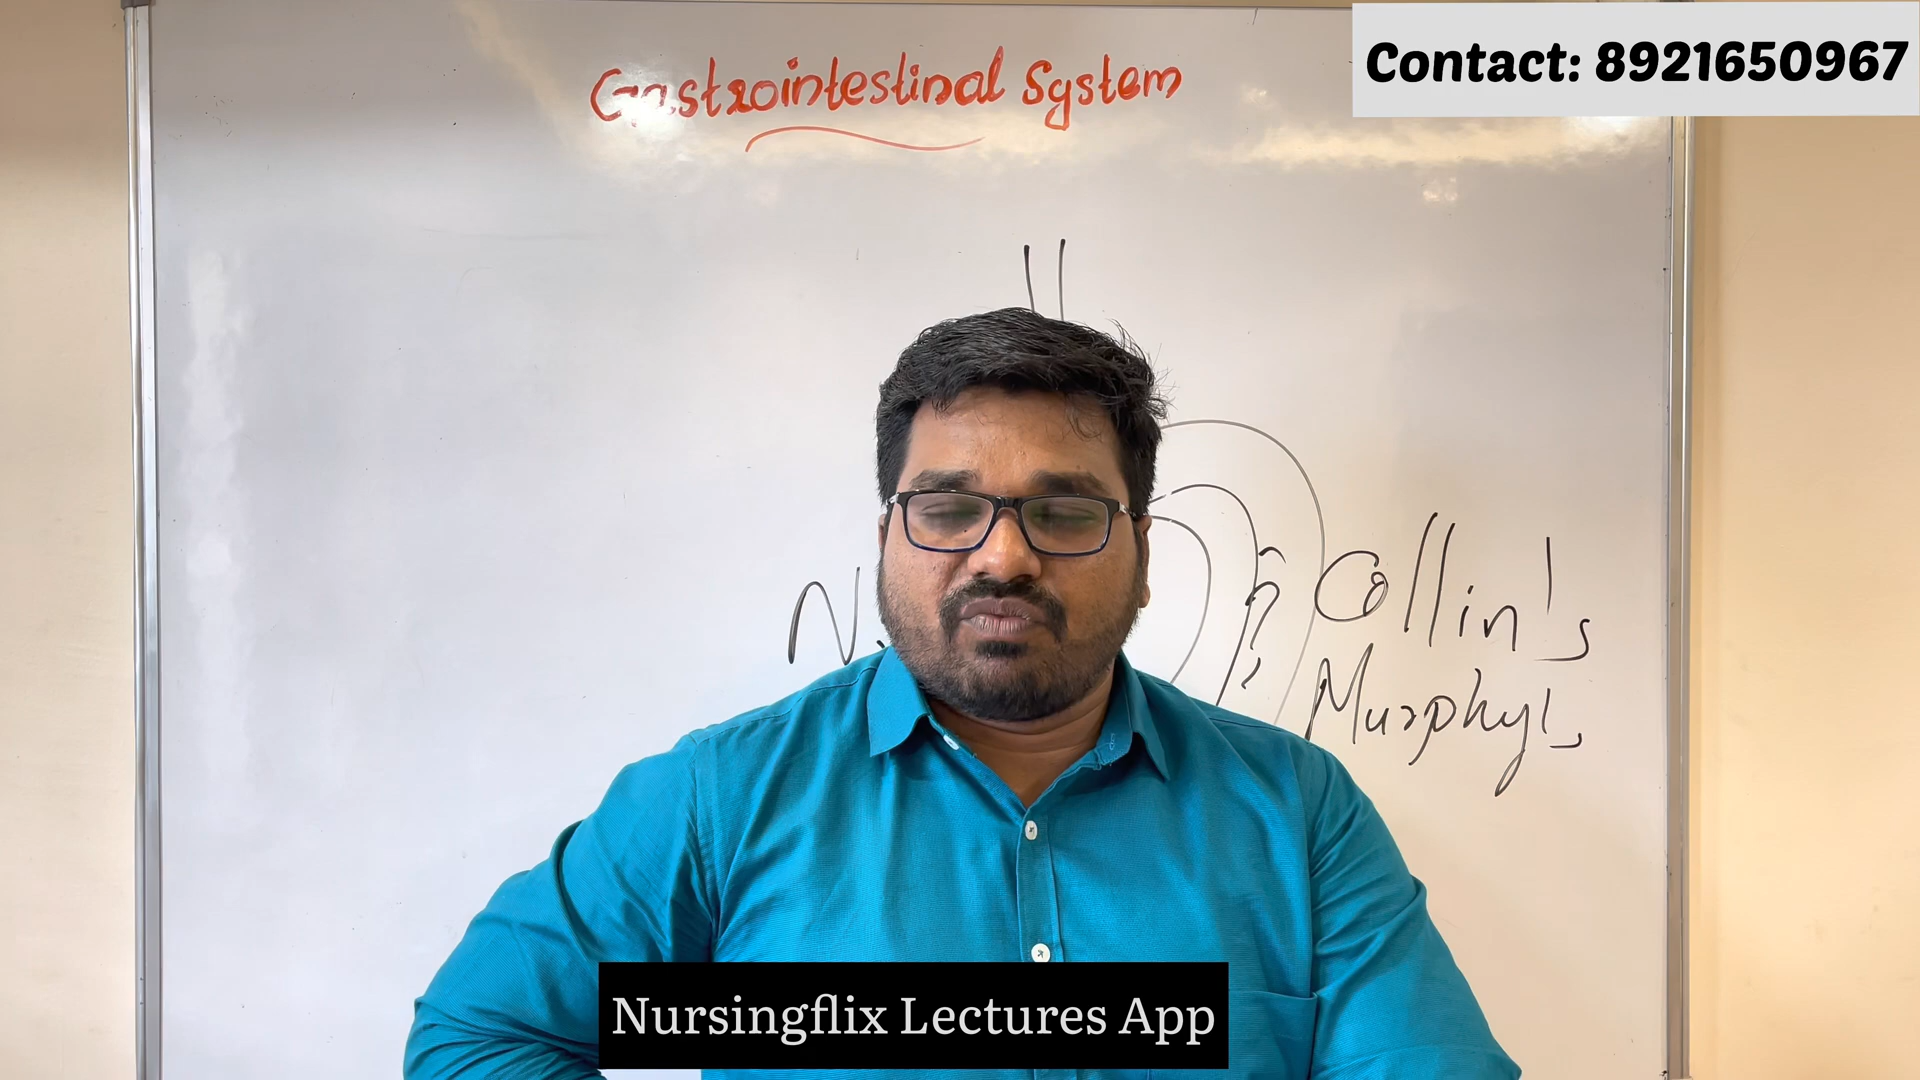 Contact: 8921650967
Gastrointestinal System
Collin's
Murphy's
Nursingflix Lectures App